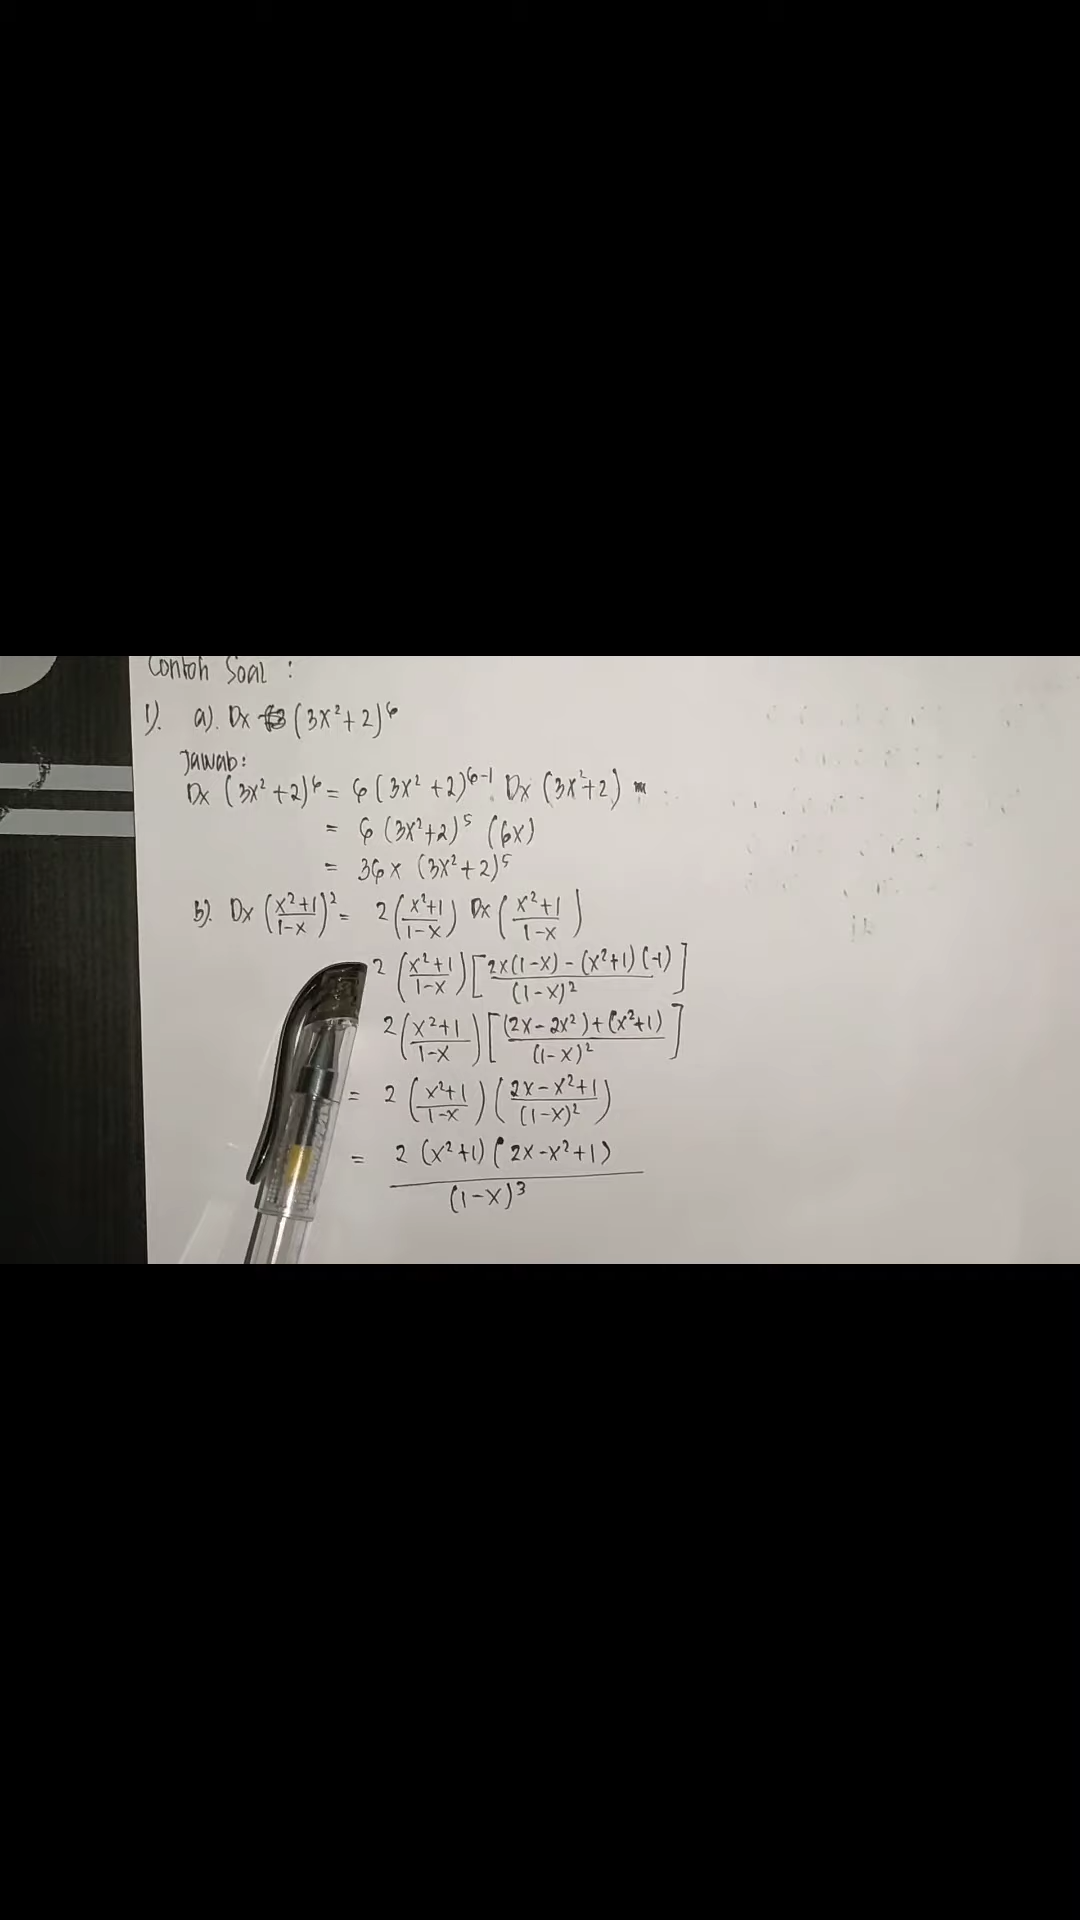 Contoh Soal :
1). a). Dx (3x²+2)⁶
Jawab:
Dx (3x²+2)⁶ = 6 (3x²+2)⁶⁻¹. Dx (3x²+2)
= 6 (3x²+2)⁵ (6x)
= 36x (3x²+2)⁵
b). Dx ((x²+1)/(1-x))² = 2 ((x²+1)/(1-x)) Dx ((x²+1)/(1-x))
2 ((x²+1)/(1-x)) [(2x(1-x) - (x²+1)(-1))/(1-x)²]
2 ((x²+1)/(1-x)) [((2x-2x²)+(x²+1))/(1-x)²]
= 2 ((x²+1)/(1-x)) ((2x-x²+1)/(1-x)²)
= 2 (x²+1)(2x-x²+1)
(1-x)³